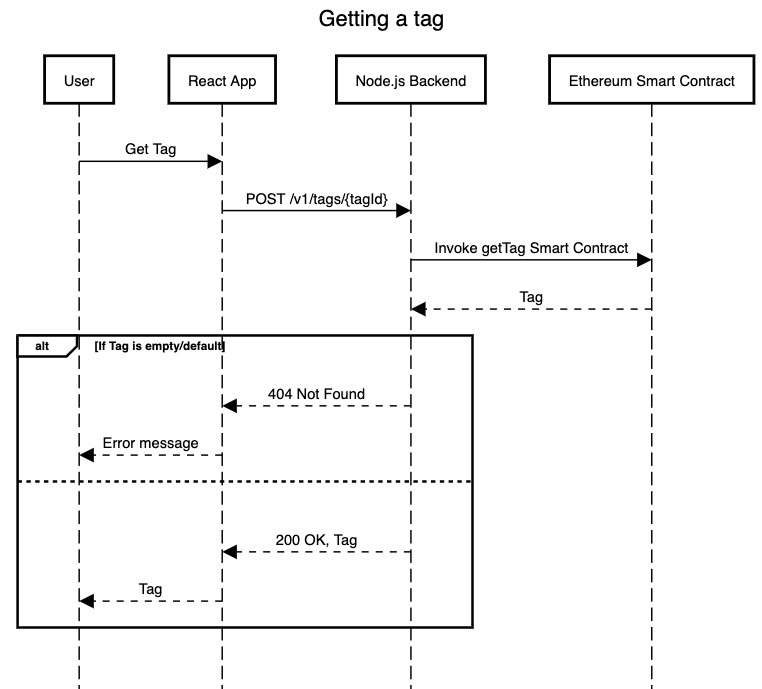 Getting a tag
User
React App
Node.js Backend
Ethereum Smart Contract
Get Tag
POST /v1/tags/{tagId}
Invoke getTag Smart Contract
Tag
alt
[If Tag is empty/default]
404 Not Found
Error message
200 OK, Tag
Tag